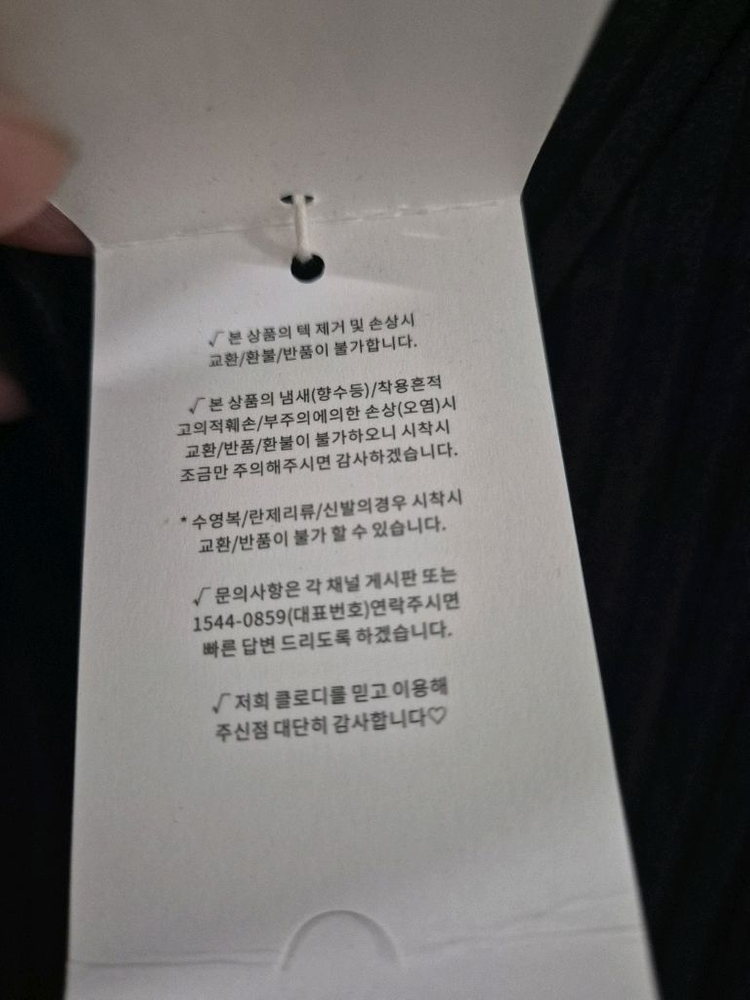 √ 본 상품의 텍 제거 및 손상시
교환/환불/반품이 불가합니다.
√ 본 상품의 냄새(향수등)/착용흔적
고의적훼손/부주의에의한 손상(오염)시
교환/반품/환불이 불가하오니 시착시
조금만 주의해주시면 감사하겠습니다.
* 수영복/란제리류/신발의경우 시착시
교환/반품이 불가 할 수 있습니다.
√ 문의사항은 각 채널 게시판 또는
1544-0859(대표번호)연락주시면
빠른 답변 드리도록 하겠습니다.
√ 저희 클로디를 믿고 이용해
주신점 대단히 감사합니다♡